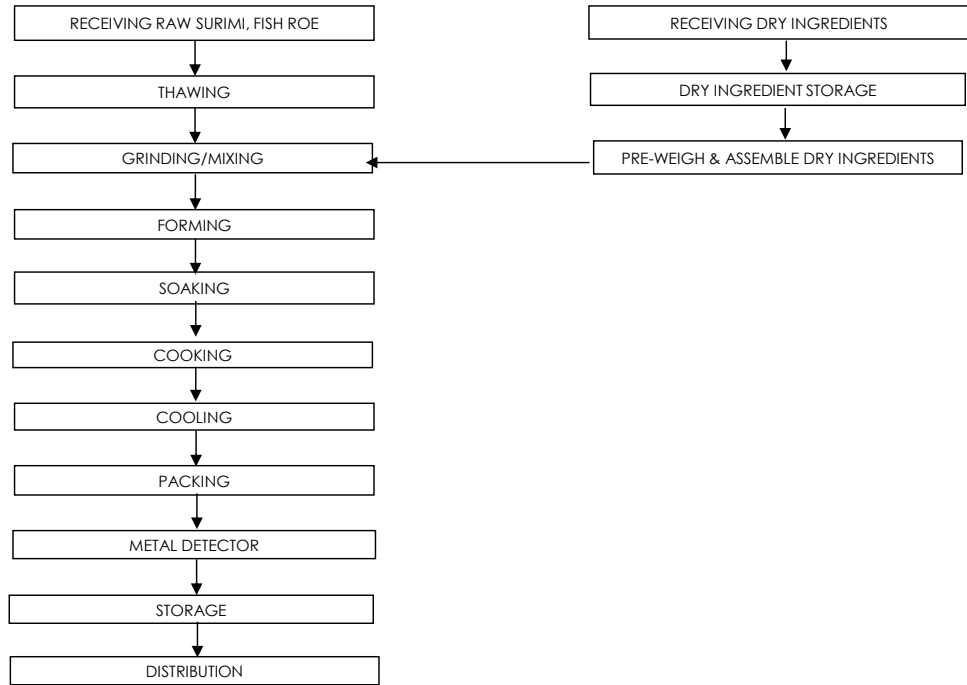 RECEIVING RAW SURIMI, FISH ROE
THAWING
GRINDING/MIXING
FORMING
SOAKING
COOKING
COOLING
PACKING
METAL DETECTOR
STORAGE
DISTRIBUTION
RECEIVING DRY INGREDIENTS
DRY INGREDIENT STORAGE
PRE-WEIGH & ASSEMBLE DRY INGREDIENTS